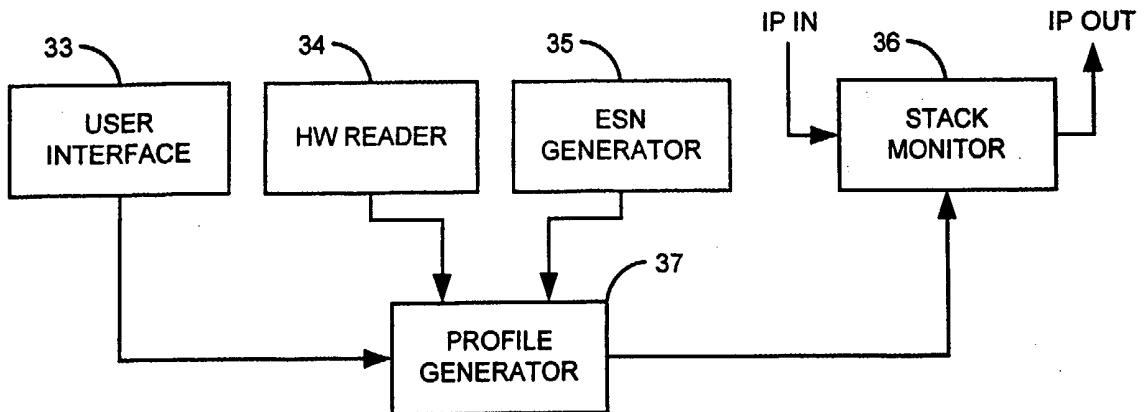 33
34
35
36
IP IN
IP OUT
USER
INTERFACE
HW READER
ESN
GENERATOR
STACK
MONITOR
37
PROFILE
GENERATOR